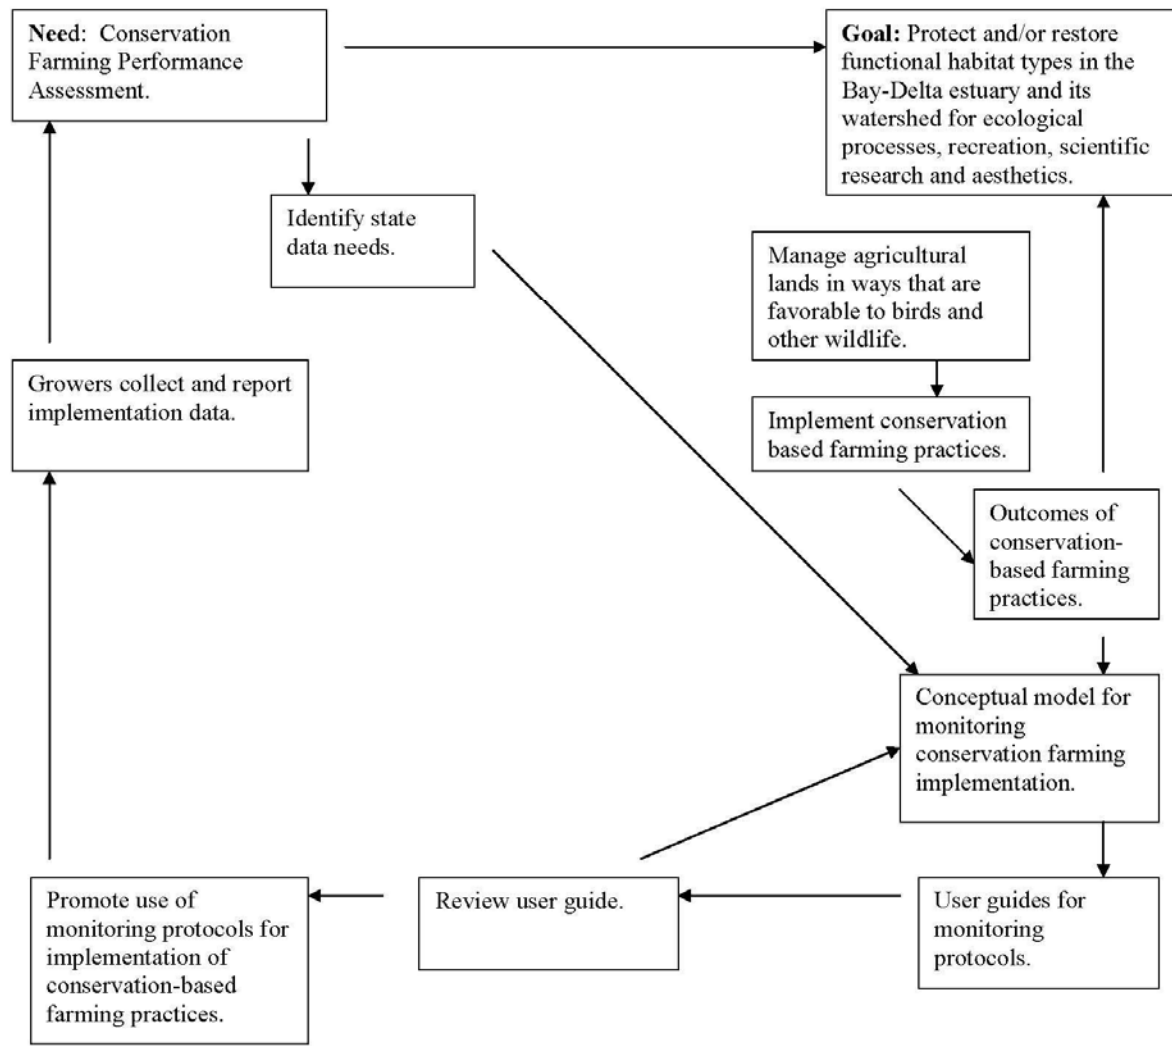 Need:  Conservation
Farming Performance
Assessment.
Goal: Protect and/or restore
functional habitat types in the
Bay-Delta estuary and its
watershed for ecological
processes, recreation, scientific
research and aesthetics.
Identify state
data needs.
Manage agricultural
lands in ways that are
favorable to birds and
other wildlife.
Growers collect and report
implementation data.
Implement conservation
based farming practices.
Outcomes of
conservation-
based farming
practices.
Conceptual model for
monitoring
conservation farming
implementation.
Promote use of
monitoring protocols for
implementation of
conservation-based
farming practices.
Review user guide.
User guides for
monitoring
protocols.